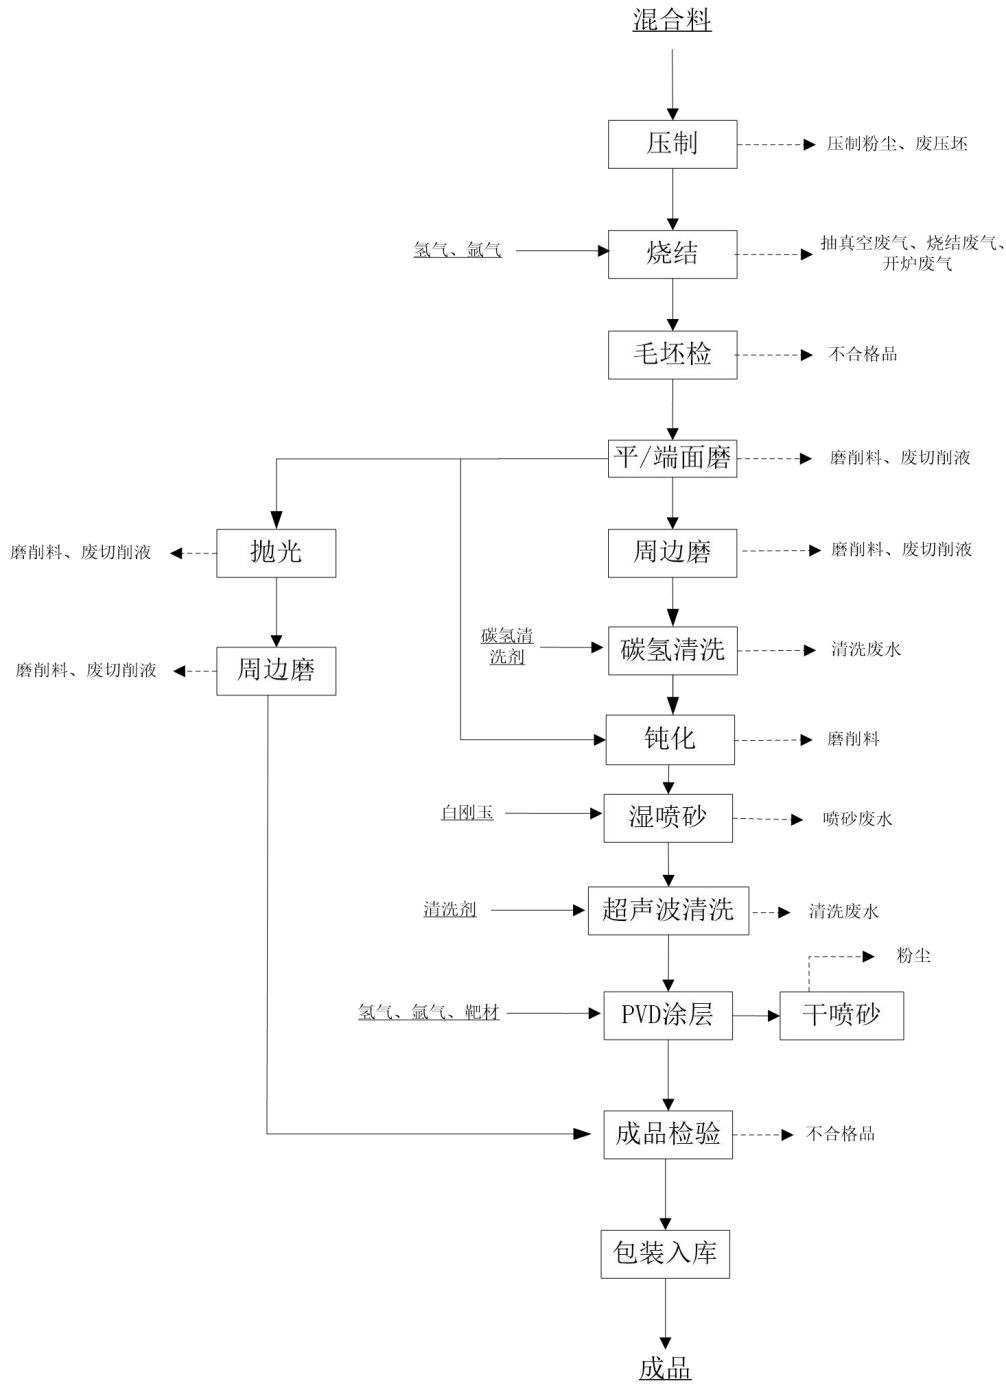 混合料
压制
压制粉尘、废压坯
氢气、氩气
烧结
抽真空废气、烧结废气、
开炉废气
毛坯检
不合格品
平/端面磨
磨削料、废切削液
磨削料、废切削液
抛光
周边磨
磨削料、废切削液
碳氢清
洗剂
碳氢清洗
清洗废水
磨削料、废切削液
周边磨
钝化
磨削料
白刚玉
湿喷砂
喷砂废水
清洗剂
超声波清洗
清洗废水
粉尘
氢气、氩气、靶材
PVD涂层
干喷砂
成品检验
不合格品
包装入库
成品